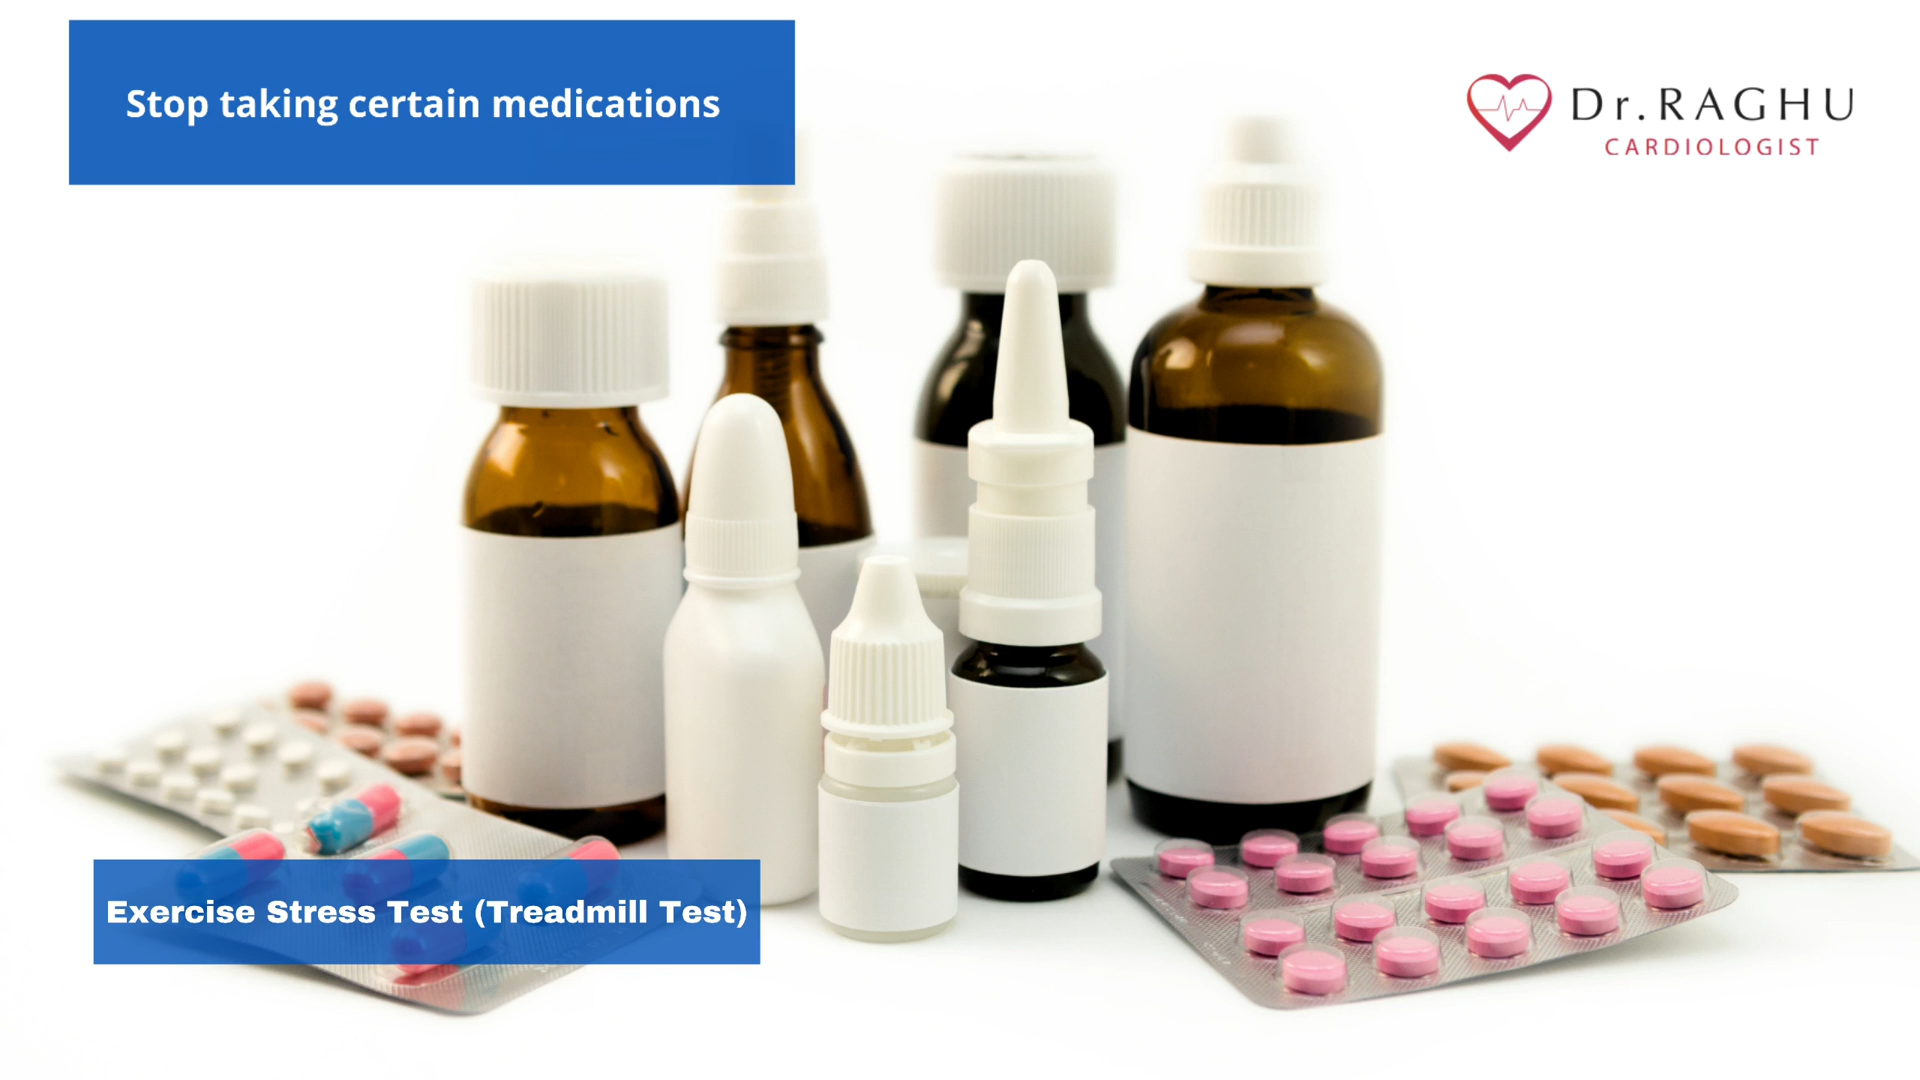 Stop taking certain medications
Dr.RAGHU
CARDIOLOGIST
Exercise Stress Test (Treadmill Test)